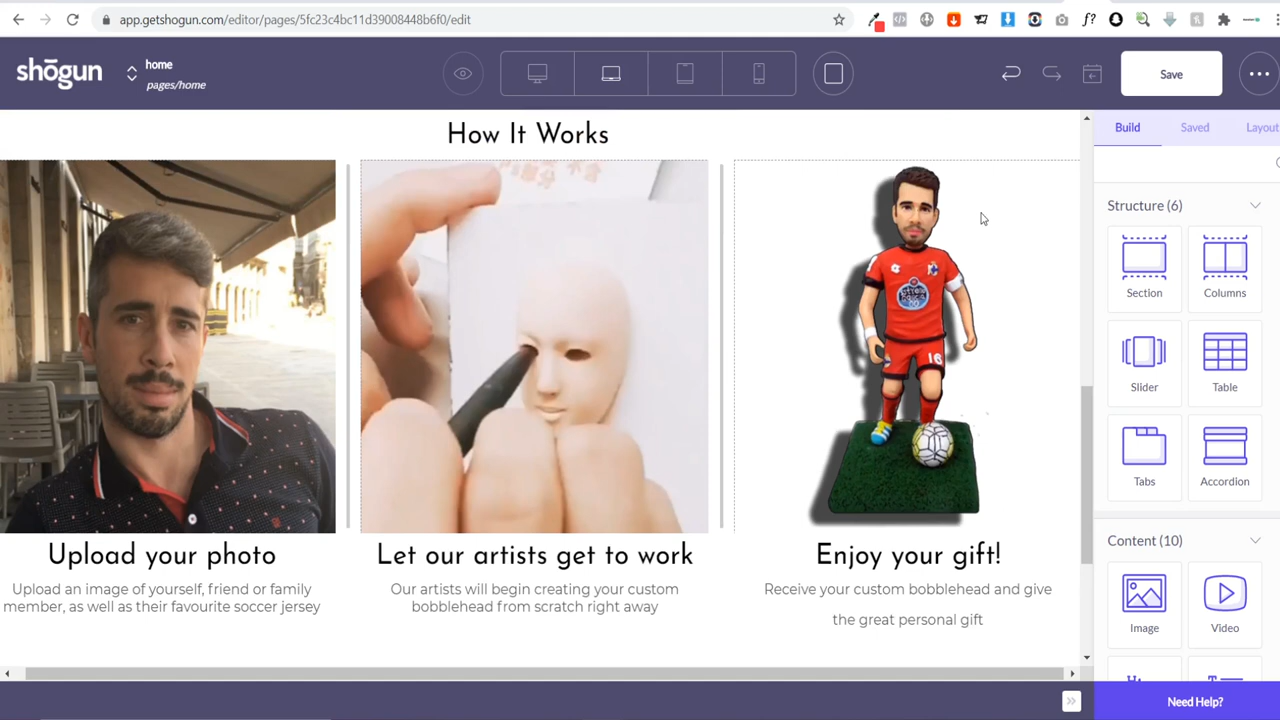 app.getshogun.com/editor/pages/5fc23c4bc11d39008448b6f0/edit
f?
shōgun
home
pages/home
Save
How It Works
Build
Saved
Layout
Structure (6)
Section
Columns
Slider
Table
Tabs
Accordion
16
Upload your photo
Let our artists get to work
Enjoy your gift!
Upload an image of yourself, friend or family
member, as well as their favourite soccer jersey
Our artists will begin creating your custom
bobblehead from scratch right away
Receive your custom bobblehead and give
the great personal gift
Content (10)
Image
Video
Need Help?